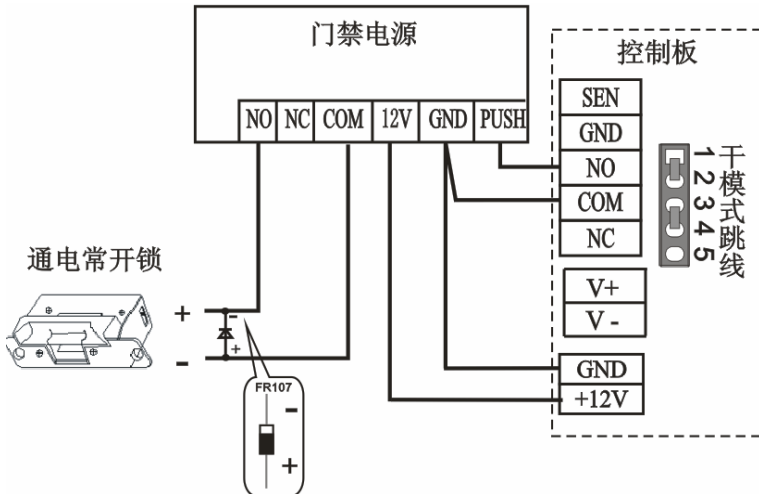 门禁电源
NO NC COM 12V GND PUSH
控制板
SEN
GND
NO
COM
NC
V+
V -
GND
+12V
1 2 3 4 5
干模式跳线
通电常开锁
+
-
-
+
FR107
-
+